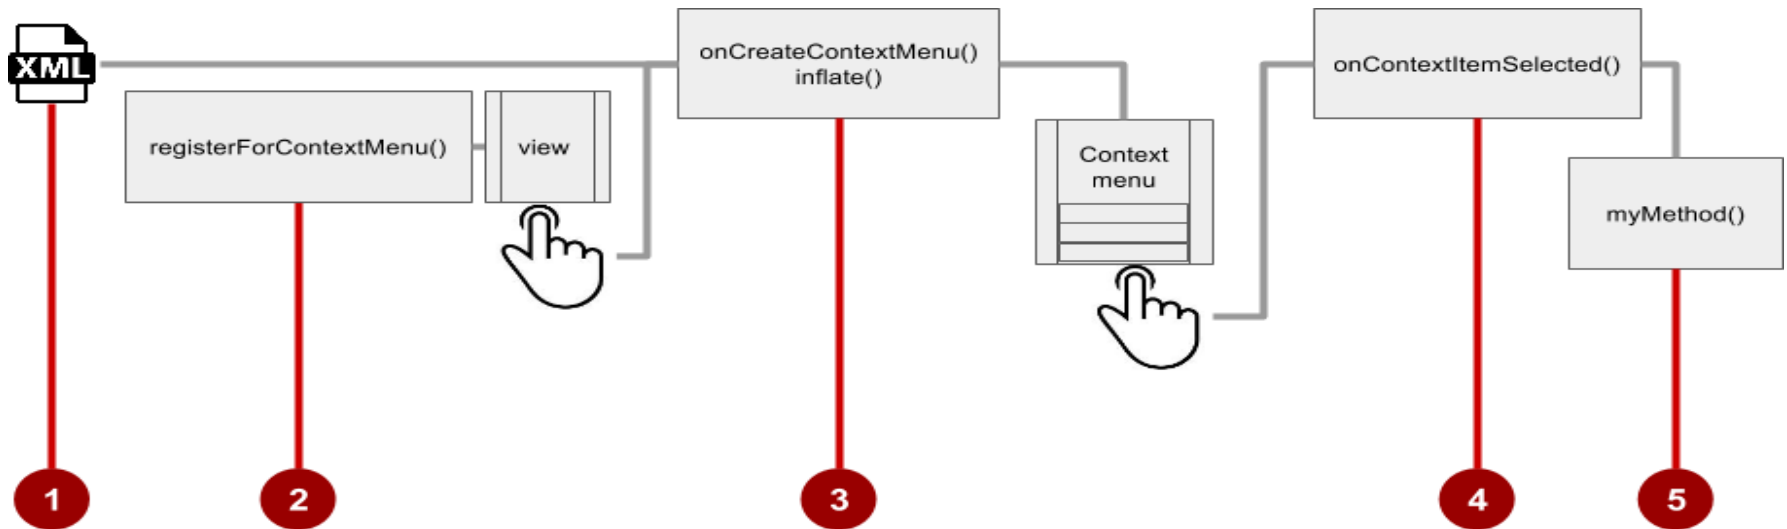 XML
registerForContextMenu()
view
onCreateContextMenu()
inflate()
Context
menu
onContextItemSelected()
myMethod()
1
2
3
4
5